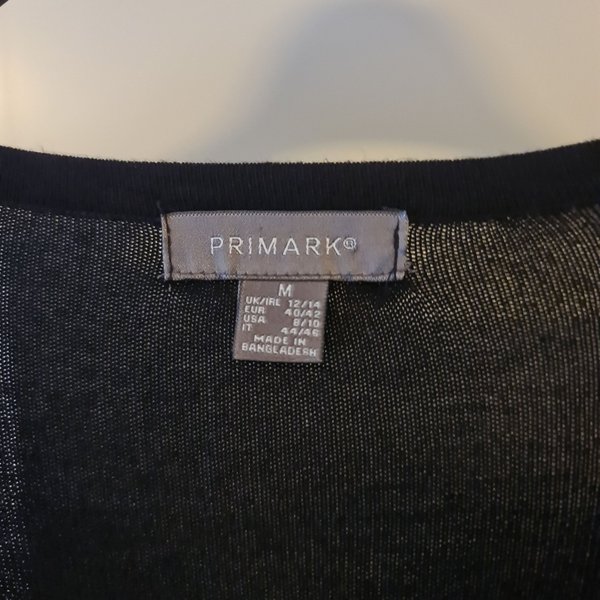 PRIMARK®
M
UK/IRL 12/14
EUR 40/42
USA 8/10
IT 44/46
MADE IN
BANGLADESH